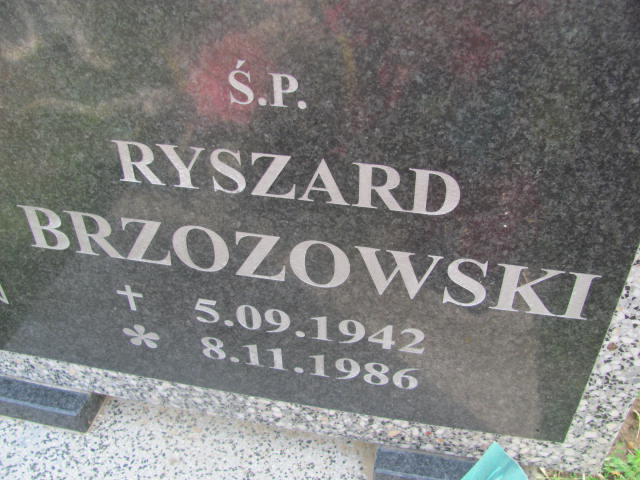 Ś.P.
RYSZARD
BRZOZOWSKI
✝ 5.09.1942
✲ 8.11.1986